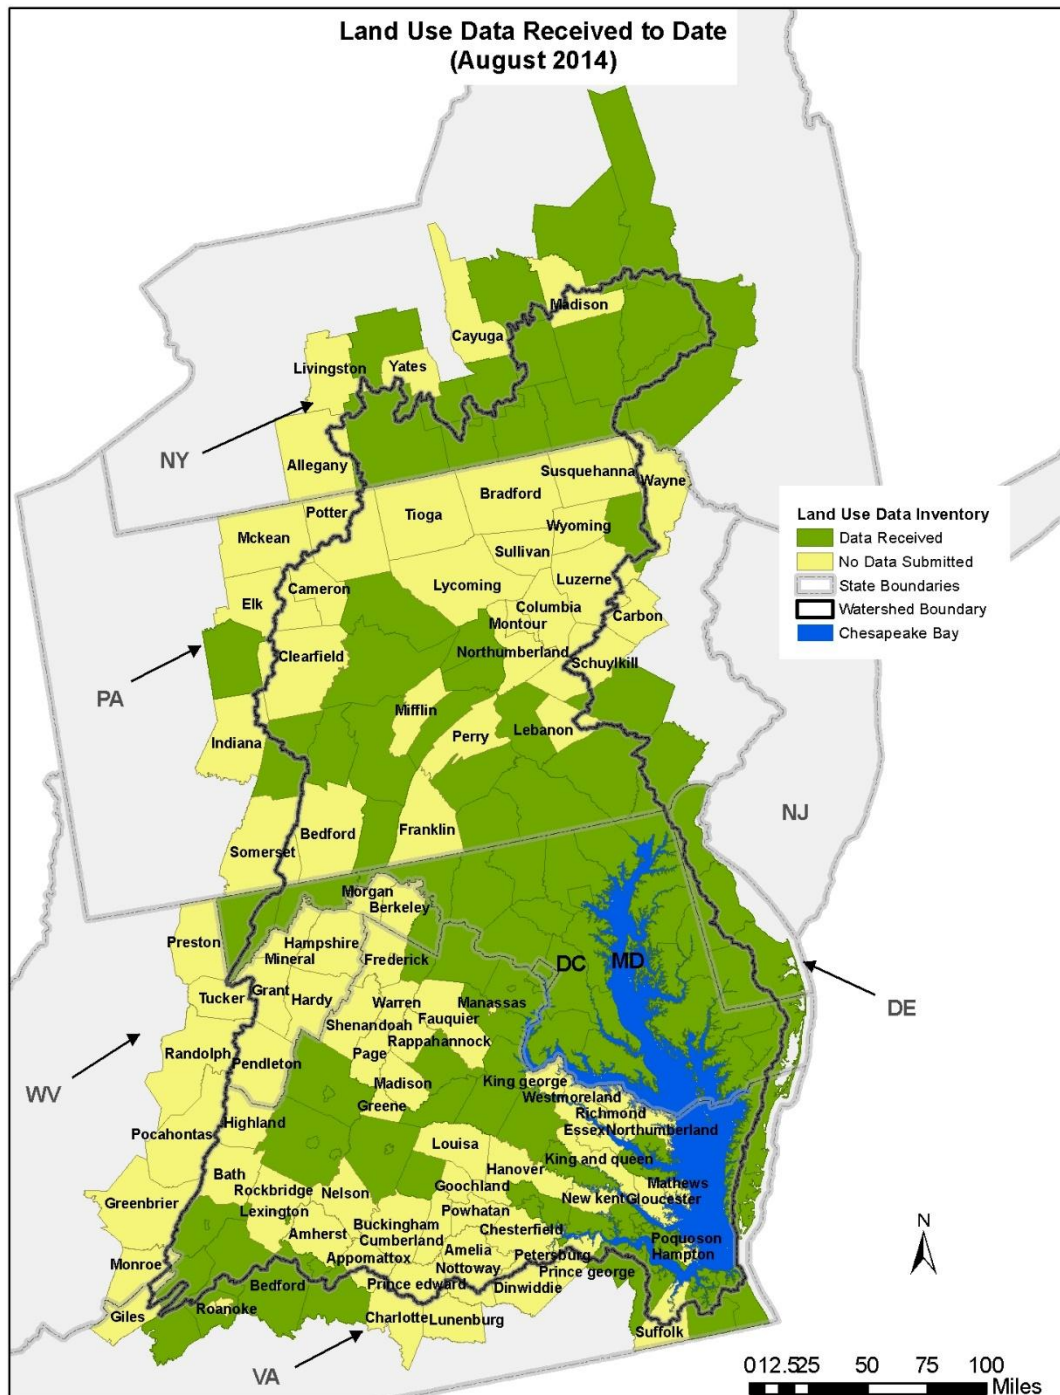 Land Use Data Received to Date
(August 2014)
Madison
Cayuga
Livingston
Yates
NY
Allegany
Susquehanna
Wayne
Bradford
Potter
Tioga
Mckean
Wyoming
Sullivan
Cameron
Lycoming
Luzerne
Elk
Columbia
Carbon
Montour
Clearfield
Northumberland
Schuylkill
PA
Mifflin
Perry
Lebanon
Indiana
Bedford
Franklin
Somerset
NJ
Land Use Data Inventory
Data Received
No Data Submitted
State Boundaries
Watershed Boundary
Chesapeake Bay
Morgan
Berkeley
Preston
Hampshire
Mineral
Frederick
DC
MD
Tucker
Grant
Hardy
Warren
Manassas
Fauquier
DE
Shenandoah
Rappahannock
Randolph
Page
Pendleton
Madison
King george
WV
Greene
Westmoreland
Richmond
Highland
Essex
Northumberland
Pocahontas
Louisa
King and queen
Hanover
Bath
Mathews
Greenbrier
Rockbridge
Nelson
Goochland
New kent
Gloucester
Lexington
Powhatan
Buckingham
Chesterfield
Amherst
Cumberland
Poquoson
Amelia
Petersburg
Hampton
Appomattox
Monroe
Nottoway
Prince george
Bedford
Prince edward
Dinwiddie
Roanoke
Giles
Charlotte
Lunenburg
Suffolk
VA
N
0 12.5 25 50 75 100
Miles